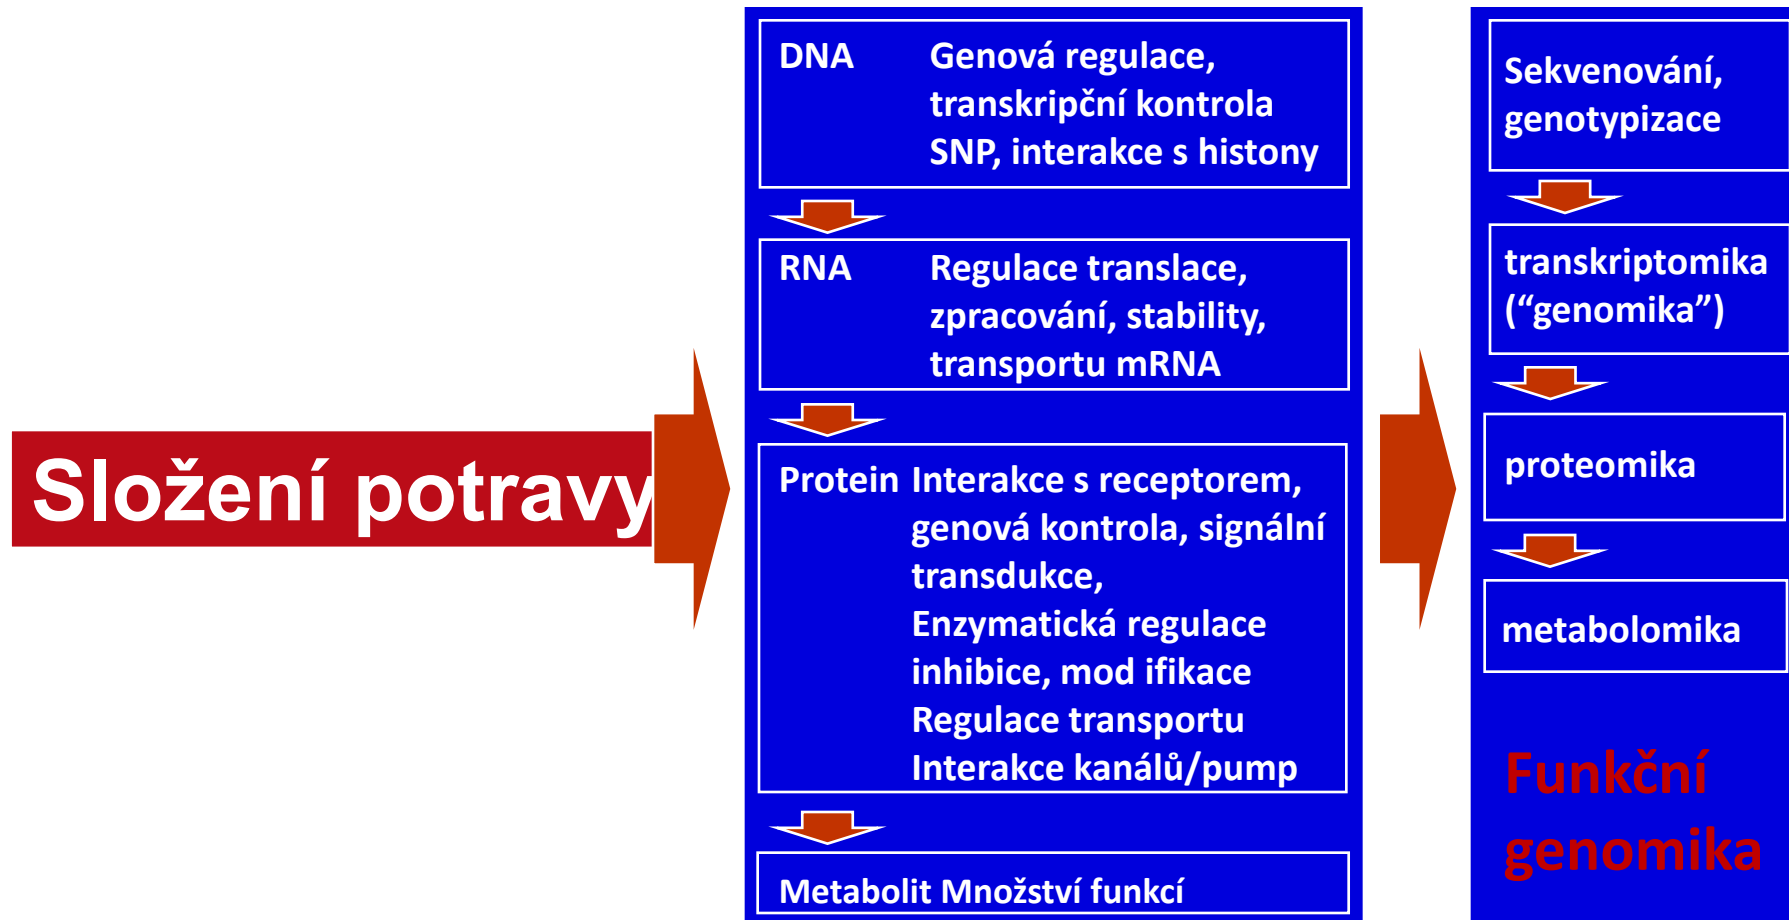 Složení potravy
DNA Genová regulace,
transkripční kontrola
SNP, interakce s histony
RNA Regulace translace,
zpracování, stability,
transportu mRNA
Protein Interakce s receptorem,
genová kontrola, signální
transdukce,
Enzymatická regulace
inhibice, mod ifikace
Regulace transportu
Interakce kanálů/pump
Metabolit Množství funkcí
Sekvenování,
genotypizace
transkriptomika
(“genomika”)
proteomika
metabolomika
Funkční
genomika